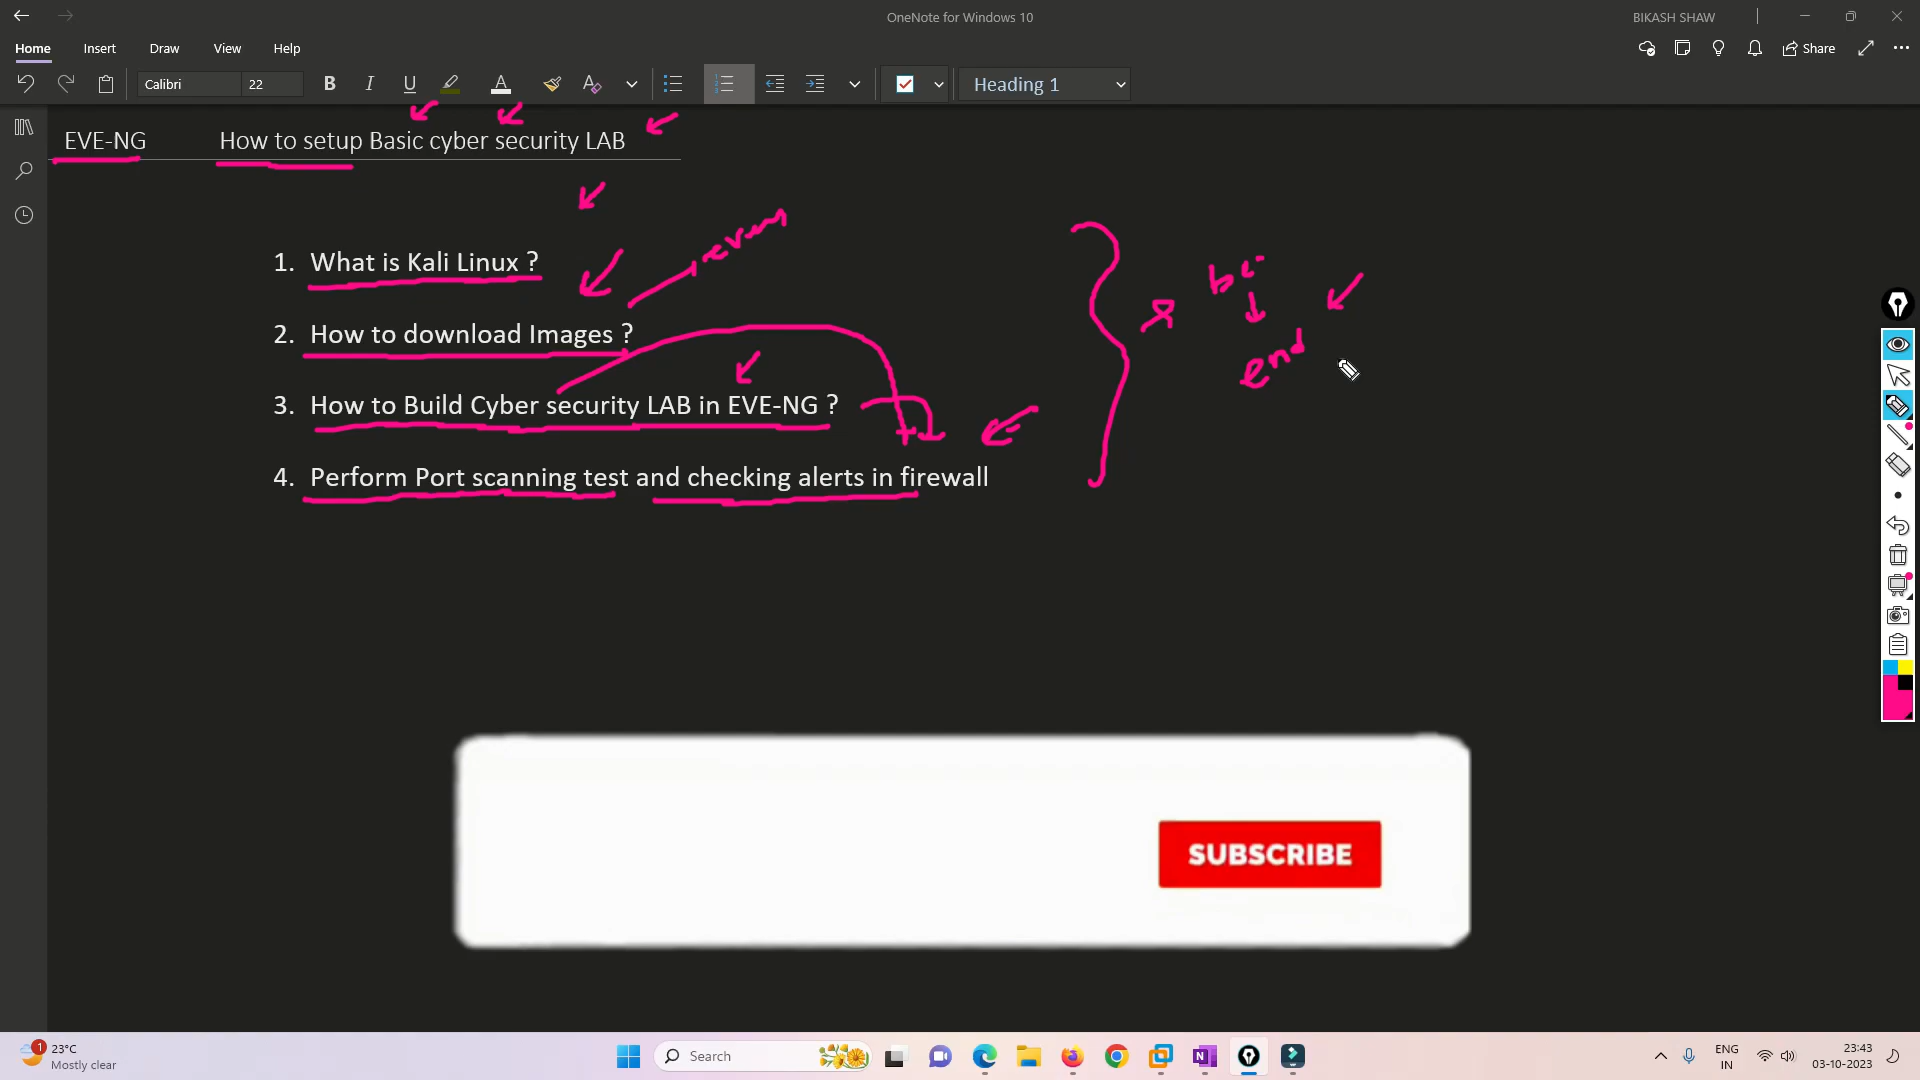 OneNote for Windows 10
BIKASH SHAW
Home Insert Draw View Help
Share
Calibri 22 B I U A A Heading 1
EVE-NG How to setup Basic cyber security LAB
1. What is Kali Linux ?
2. How to download Images ?
3. How to Build Cyber security LAB in EVE-NG ?
4. Perform Port scanning test and checking alerts in firewall
end
SUBSCRIBE
1
23°C
Mostly clear
Search
ENG
IN
23:43
03-10-2023